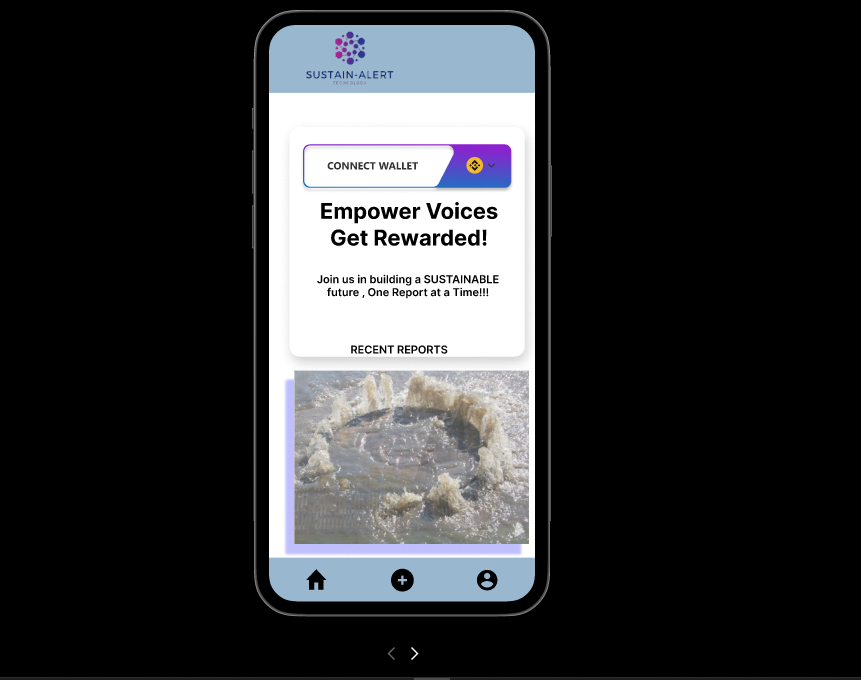 SUSTAIN-ALERT
TECHNOLOGY
CONNECT WALLET
Empower Voices
Get Rewarded!
Join us in building a SUSTAINABLE
future , One Report at a Time!!!
RECENT REPORTS